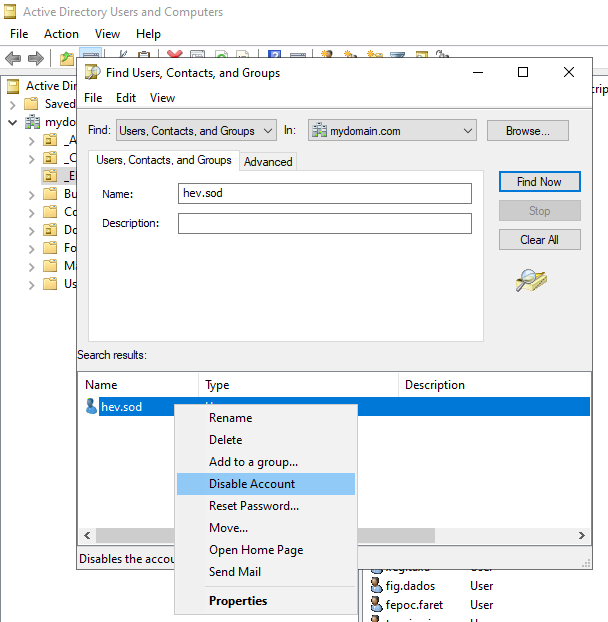 Active Directory Users and Computers
File Action View Help
Active Dire
Saved
mydo
_A
_C
_E
Bu
Co
Do
Fo
Ma
Us
Find Users, Contacts, and Groups
File Edit View
Find: Users, Contacts, and Groups In: mydomain.com Browse...
Users, Contacts, and Groups Advanced
Name: hev.sod
Description:
Find Now
Stop
Clear All
Search results:
Name Type Description
hev.sod
Rename
Delete
Add to a group...
Disable Account
Reset Password...
Move...
Open Home Page
Send Mail
Properties
Disables the accou
fig.dados User
fepoc.faret User